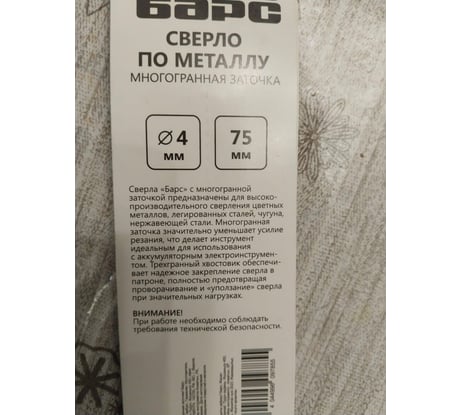 БАРС
СВЕРЛО
ПО МЕТАЛЛУ
МНОГОГРАННАЯ ЗАТОЧКА
⌀ 4
мм
75
мм
Сверла «Барс» с многогранной
заточкой предназначены для высоко-
производительного сверления цветных
металлов, легированных сталей, чугуна,
нержавеющей стали. Многогранная
заточка значительно уменьшает усилие
резания, что делает инструмент
идеальным для использования
с аккумуляторным электроинструмен-
том. Трехгранный хвостовик обеспечи-
вает надежное закрепление сверла в
патроне, полностью предотвращая
проворачивание и «уползание» сверла
при значительных нагрузках.
ВНИМАНИЕ!
При работе необходимо соблюдать
требования технической безопасности.